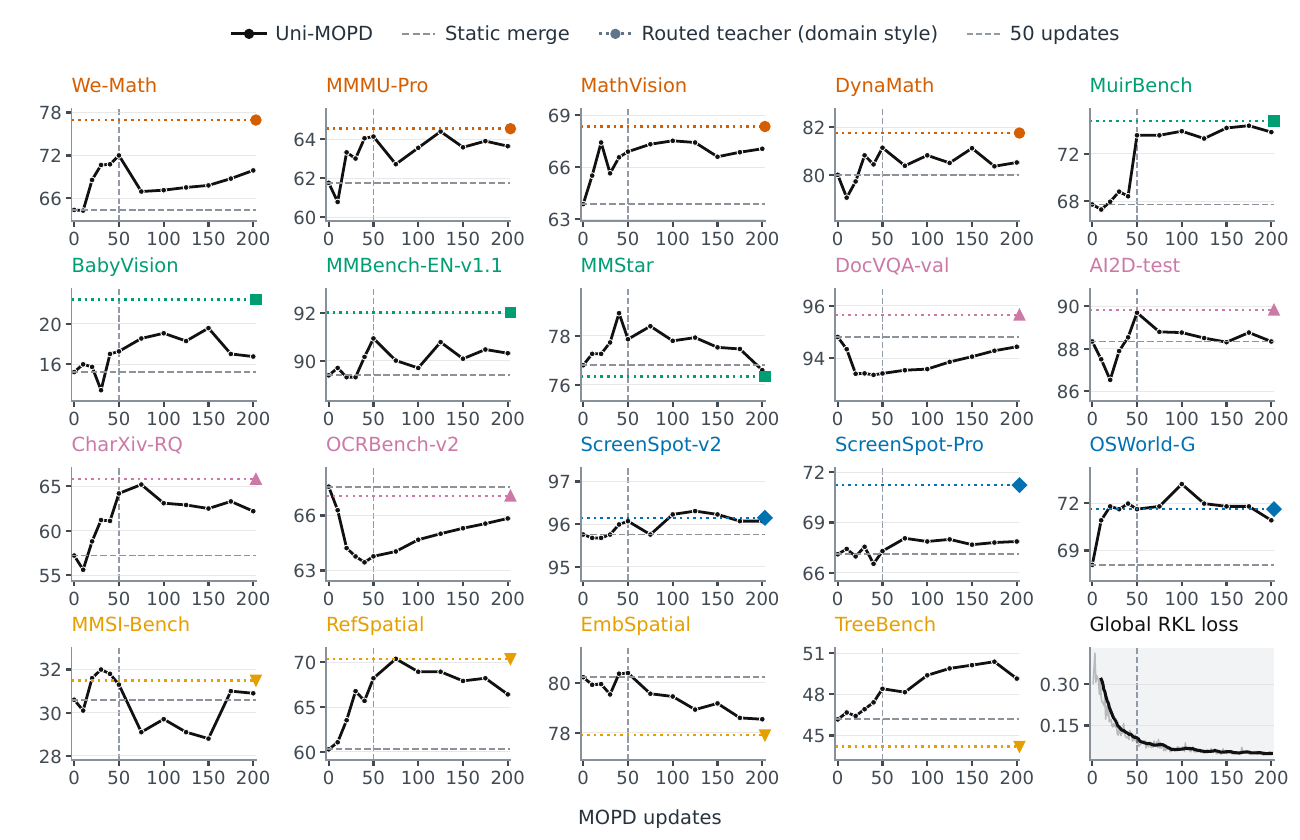 Uni-MOPD Static merge Routed teacher (domain style) 50 updates
We-Math MMMU-Pro MathVision DynaMath MuirBench
78 72 66
64 62 60
69 66 63
82 80
72 68
0 50 100 150 200 0 50 100 150 200 0 50 100 150 200 0 50 100 150 200 0 50 100 150 200
BabyVision MMBench-EN-v1.1 MMStar DocVQA-val AI2D-test
20 16
92 90
78 76
96 94
90 88 86
0 50 100 150 200 0 50 100 150 200 0 50 100 150 200 0 50 100 150 200 0 50 100 150 200
CharXiv-RQ OCRBench-v2 ScreenSpot-v2 ScreenSpot-Pro OSWorld-G
65 60 55
66 63
97 96 95
72 69 66
72 69
0 50 100 150 200 0 50 100 150 200 0 50 100 150 200 0 50 100 150 200 0 50 100 150 200
MMSI-Bench RefSpatial EmbSpatial TreeBench Global RKL loss
32 30 28
70 65 60
80 78
51 48 45
0.30 0.15
0 50 100 150 200 0 50 100 150 200 0 50 100 150 200 0 50 100 150 200 0 50 100 150 200
MOPD updates